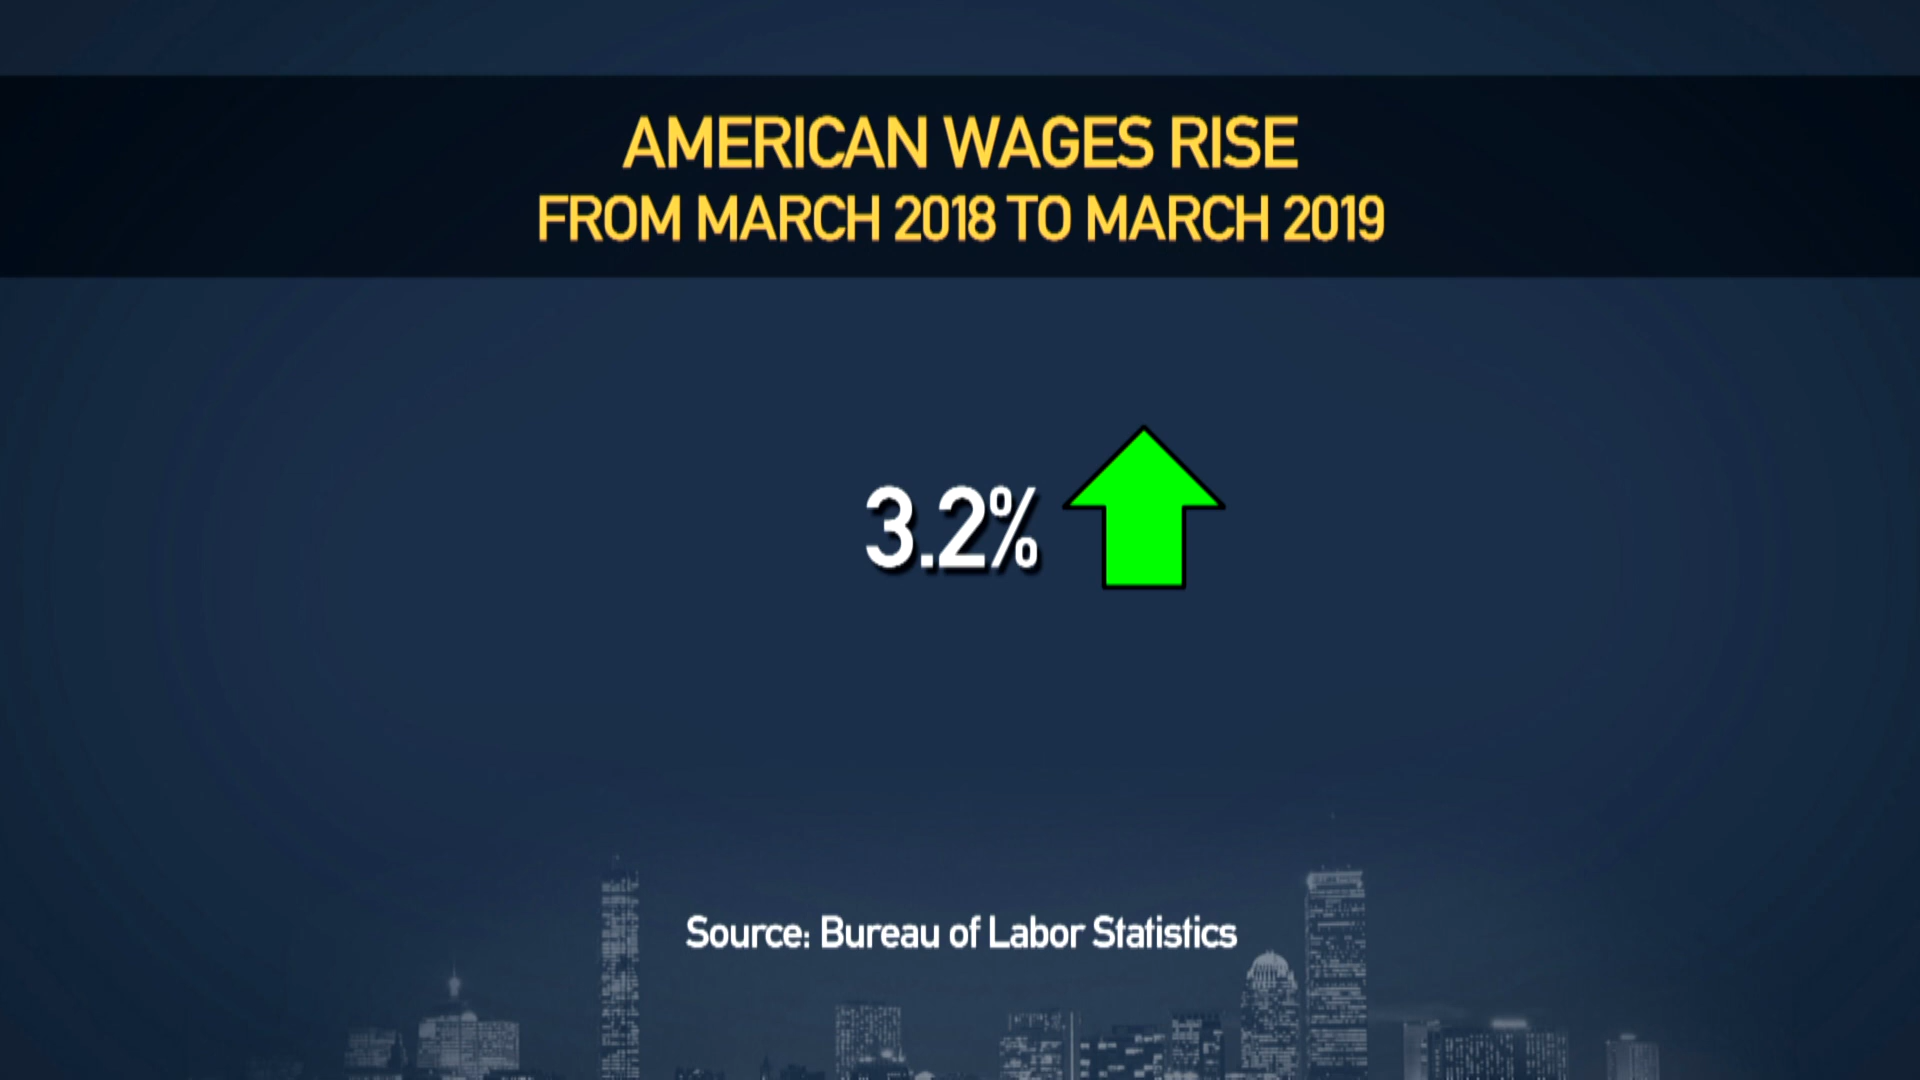 AMERICAN WAGES RISE
FROM MARCH 2018 TO MARCH 2019
3.2%
Source: Bureau of Labor Statistics